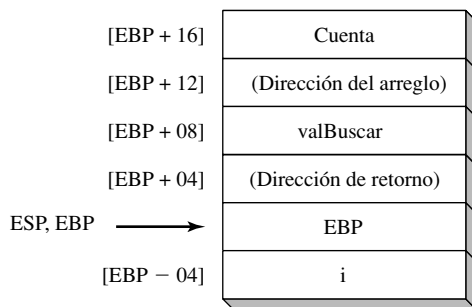 [EBP + 16] Cuenta
[EBP + 12] (Dirección del arreglo)
[EBP + 08] valBuscar
[EBP + 04] (Dirección de retorno)
ESP, EBP EBP
[EBP − 04] i